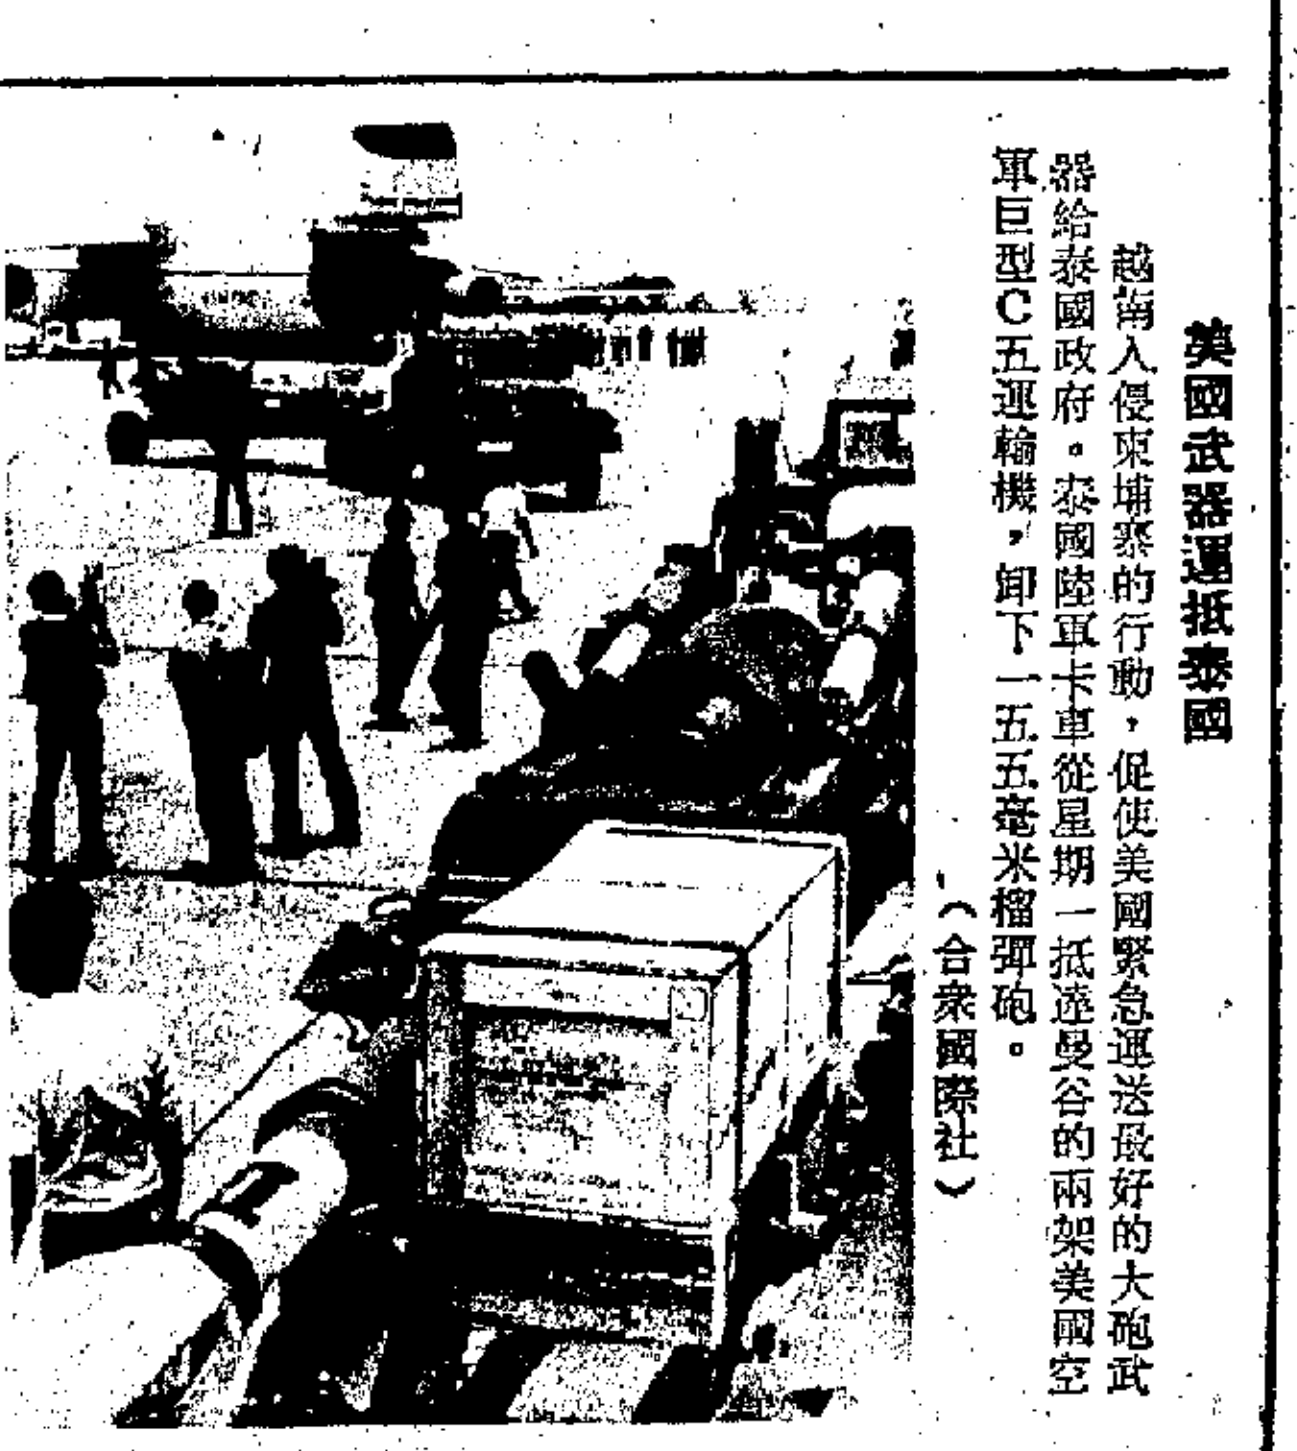 美國武器運抵泰國
越南入侵柬埔寨的行動，促使美國緊急運送最好的大砲武
器給泰國政府。泰國陸軍卡車從星期一抵達曼谷的兩架美國空
軍巨型C五運輸機，卸下一五五毫米榴彈砲。
（合衆國際社）